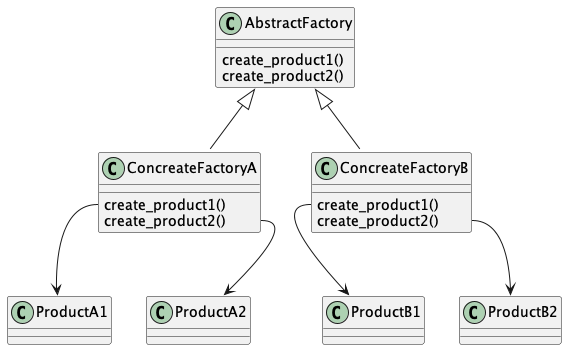 C AbstractFactory
create_product1()
create_product2()
C ConcreateFactoryA
create_product1()
create_product2()
C ConcreateFactoryB
create_product1()
create_product2()
C ProductA1
C ProductA2
C ProductB1
C ProductB2